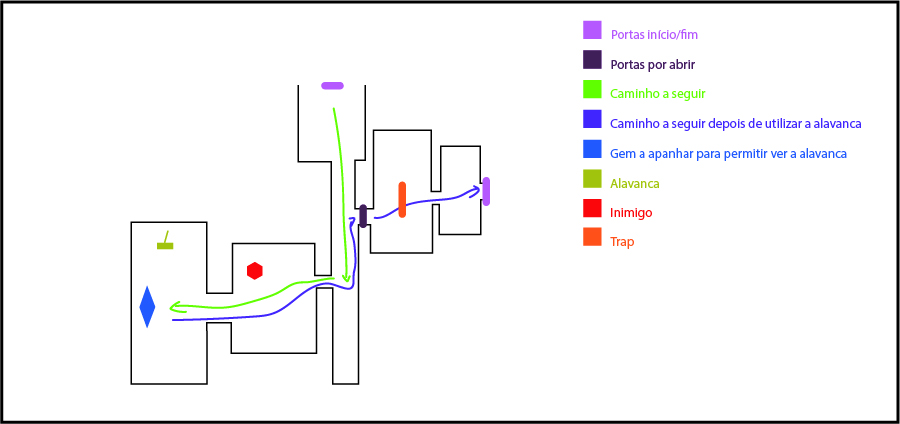 Portas início/fim
Portas por abrir
Caminho a seguir
Caminho a seguir depois de utilizar a alavanca
Gem a apanhar para permitir ver a alavanca
Alavanca
Inimigo
Trap